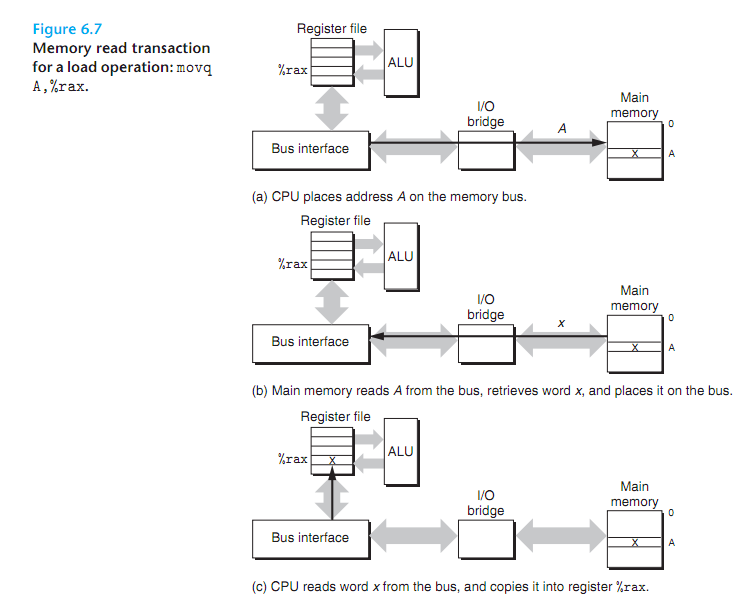 Figure 6.7
Memory read transaction
for a load operation: movq
A,%rax.
Register file
ALU
%rax
Main
memory
I/O
bridge
A
0
x
A
Bus interface
(a) CPU places address A on the memory bus.
Register file
ALU
%rax
Main
memory
I/O
bridge
x
0
x
A
Bus interface
(b) Main memory reads A from the bus, retrieves word x, and places it on the bus.
Register file
ALU
%rax
x
Main
memory
I/O
bridge
0
x
A
Bus interface
(c) CPU reads word x from the bus, and copies it into register %rax.